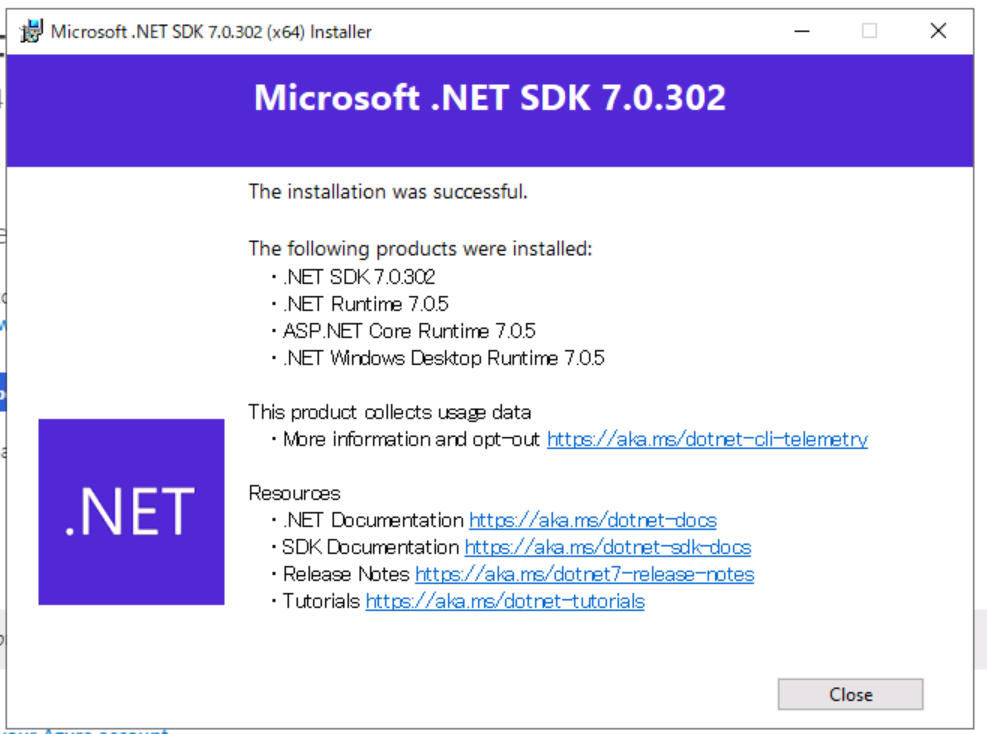 Microsoft .NET SDK 7.0.302 (x64) Installer
Microsoft .NET SDK 7.0.302
The installation was successful.
The following products were installed:
・.NET SDK 7.0.302
・.NET Runtime 7.0.5
・ASP.NET Core Runtime 7.0.5
・.NET Windows Desktop Runtime 7.0.5
This product collects usage data
・More information and opt-out https://aka.ms/dotnet-cli-telemetry
.NET
Resources
・.NET Documentation https://aka.ms/dotnet-docs
・SDK Documentation https://aka.ms/dotnet-sdk-docs
・Release Notes https://aka.ms/dotnet7-release-notes
・Tutorials https://aka.ms/dotnet-tutorials
Close
your Azure account